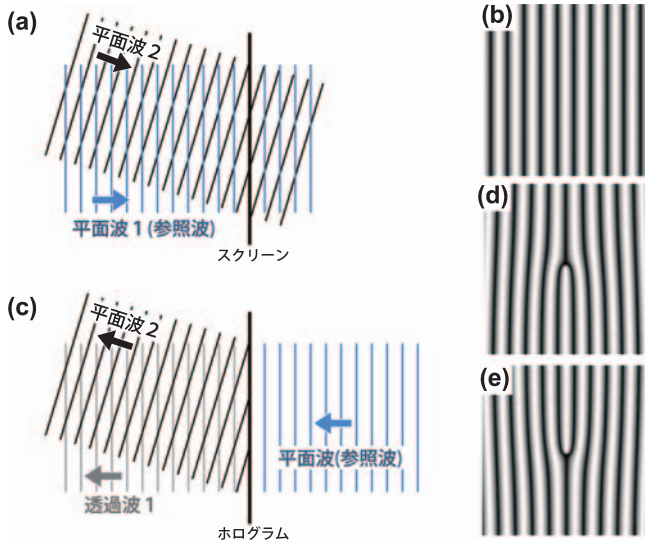 (a)
平面波2
平面波1(参照波)
スクリーン
(b)
(c)
平面波2
透過波1
平面波(参照波)
ホログラム
(d)
(e)